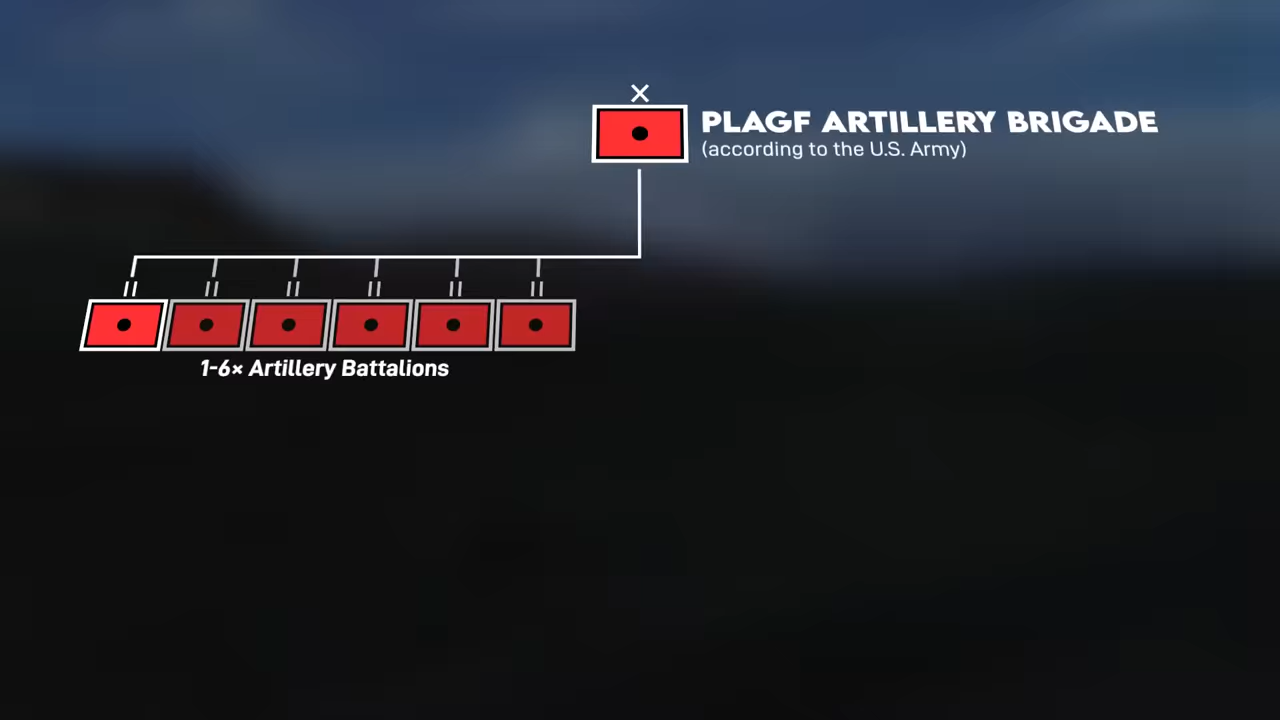 PLAGF ARTILLERY BRIGADE
(according to the U.S. Army)
1-6× Artillery Battalions